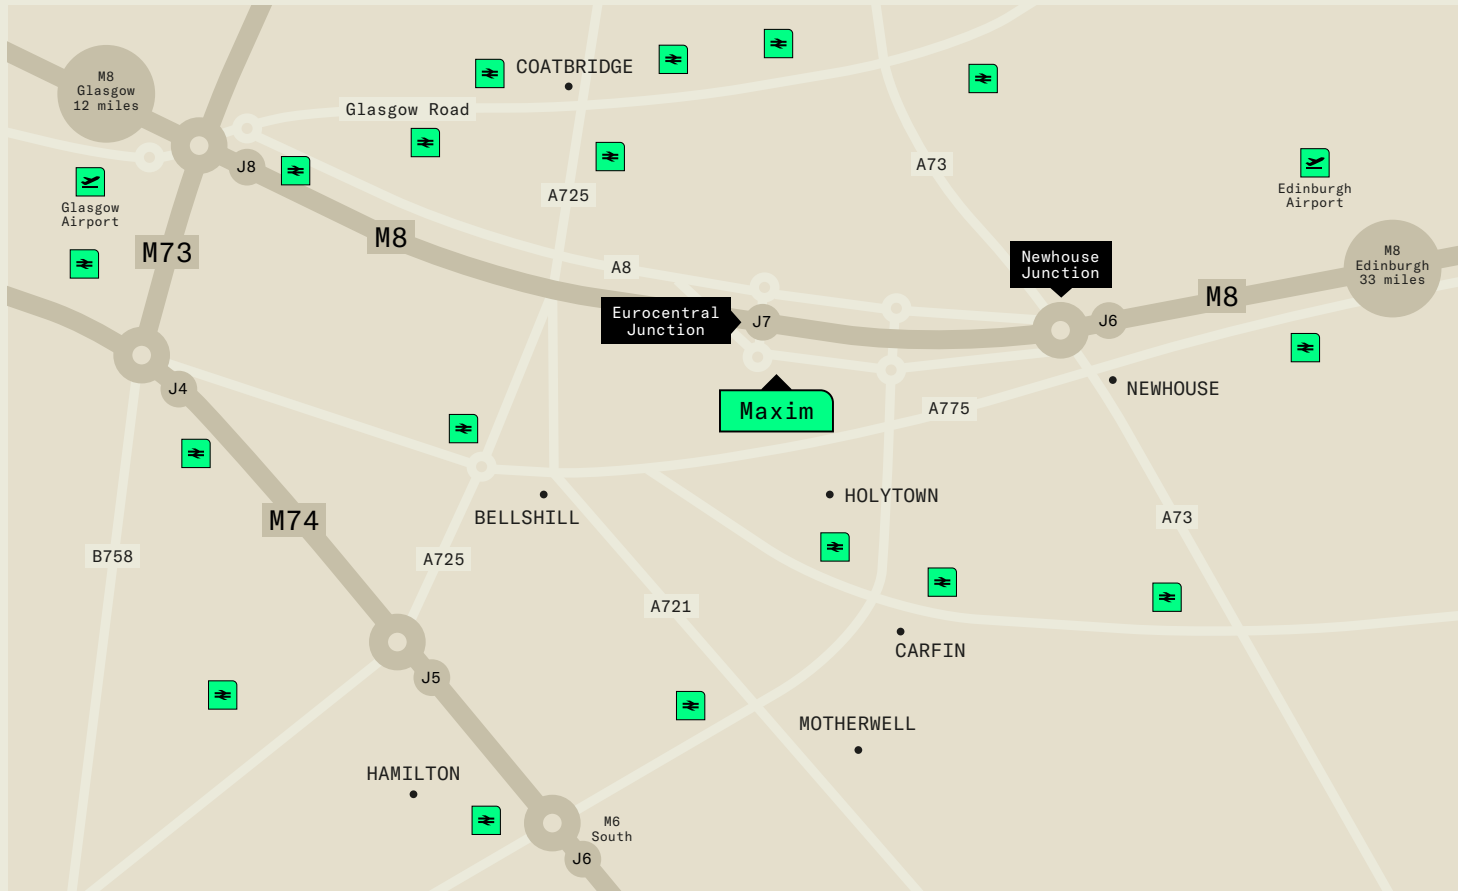 COATBRIDGE
M8
Glasgow
12 miles
Glasgow Road
J8
A73
A725
Glasgow
Airport
Edinburgh
Airport
M73
M8
A8
Newhouse
Junction
M8
Edinburgh
33 miles
M8
Eurocentral
Junction
J7
J6
J4
NEWHOUSE
Maxim
A775
HOLYTOWN
BELLSHILL
M74
A73
B758
A725
A721
CARFIN
J5
MOTHERWELL
HAMILTON
M6
South
J6